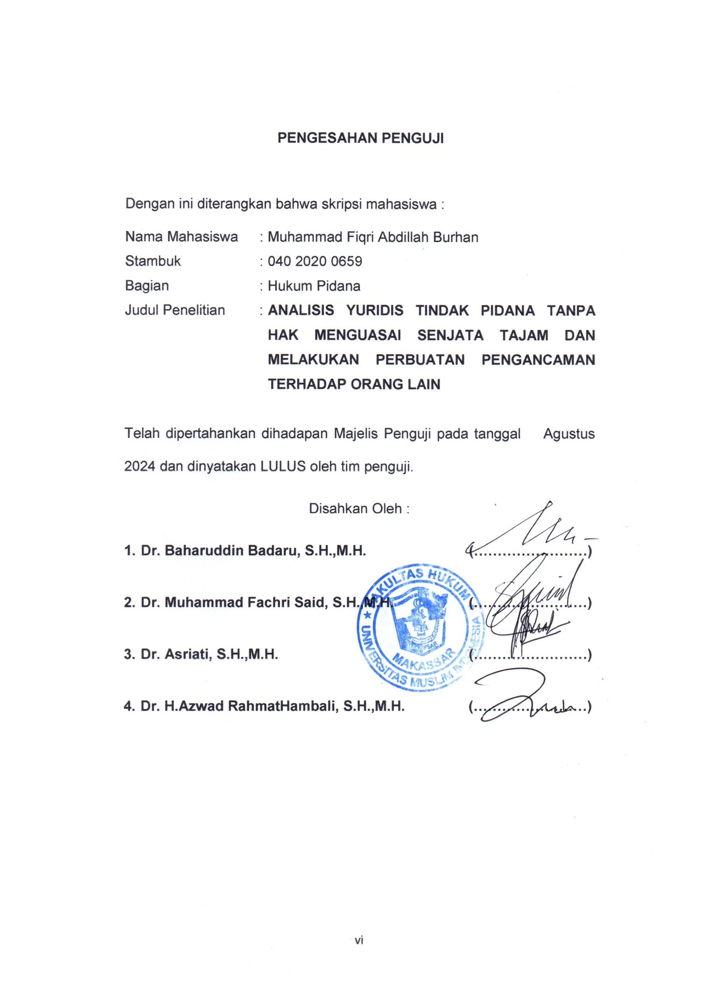 PENGESAHAN PENGUJI
Dengan ini diterangkan bahwa skripsi mahasiswa :
Nama Mahasiswa : Muhammad Fiqri Abdillah Burhan
Stambuk : 040 2020 0659
Bagian : Hukum Pidana
Judul Penelitian : ANALISIS YURIDIS TINDAK PIDANA TANPA
HAK MENGUASAI SENJATA TAJAM DAN
MELAKUKAN PERBUATAN PENGANCAMAN
TERHADAP ORANG LAIN
Telah dipertahankan dihadapan Majelis Penguji pada tanggal Agustus
2024 dan dinyatakan LULUS oleh tim penguji.
Disahkan Oleh :
1. Dr. Baharuddin Badaru, S.H.,M.H. (..............................)
2. Dr. Muhammad Fachri Said, S.H.,M.H. (..............................)
3. Dr. Asriati, S.H.,M.H. (..............................)
4. Dr. H.Azwad RahmatHambali, S.H.,M.H. (..............................)
FAKULTAS HUKUM
UNIVERSITAS MUSLIM INDONESIA
MAKASSAR
MAKASSAR
vi